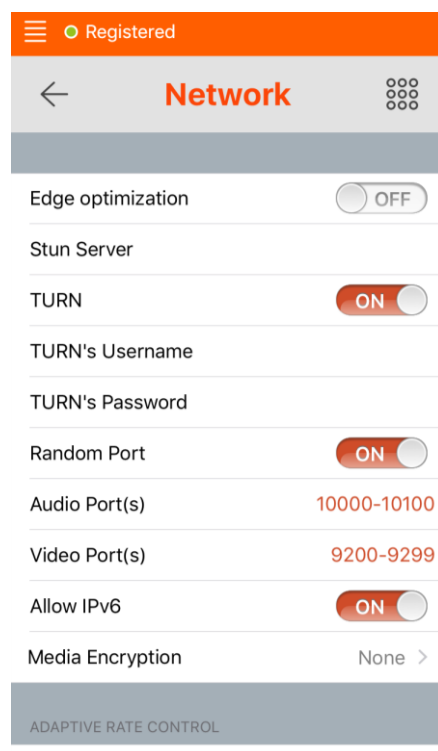 Registered
Network
Edge optimization OFF
Stun Server
TURN ON
TURN's Username
TURN's Password
Random Port ON
Audio Port(s) 10000-10100
Video Port(s) 9200-9299
Allow IPv6 ON
Media Encryption None
ADAPTIVE RATE CONTROL